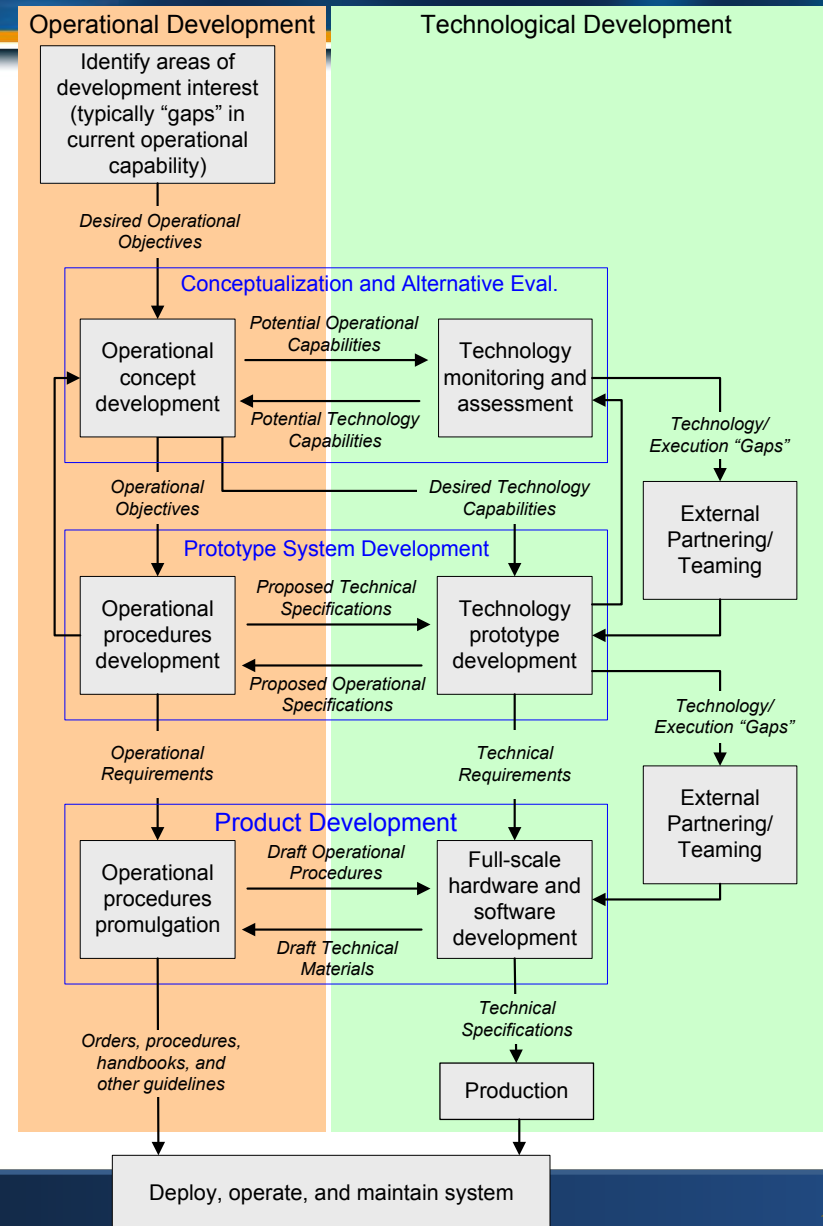 Operational Development
Technological Development
Identify areas of
development interest
(typically “gaps” in
current operational
capability)
Desired Operational
Objectives
Conceptualization and Alternative Eval.
Operational
concept
development
Potential Operational
Capabilities
Potential Technology
Capabilities
Technology
monitoring and
assessment
Technology/
Execution “Gaps”
External
Partnering/
Teaming
Operational
Objectives
Desired Technology
Capabilities
Prototype System Development
Operational
procedures
development
Proposed Technical
Specifications
Proposed Operational
Specifications
Technology
prototype
development
Technology/
Execution “Gaps”
External
Partnering/
Teaming
Operational
Requirements
Technical
Requirements
Product Development
Operational
procedures
promulgation
Draft Operational
Procedures
Draft Technical
Materials
Full-scale
hardware and
software
development
Technical
Specifications
Orders, procedures,
handbooks, and
other guidelines
Production
Deploy, operate, and maintain system